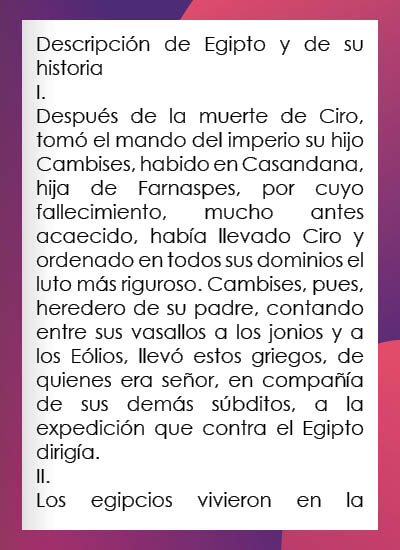 Descripción de Egipto y de su
historia
I.
Después de la muerte de Ciro,
tomó el mando del imperio su hijo
Cambises, habido en Casandana,
hija de Farnaspes, por cuyo
fallecimiento, mucho antes
acaecido, había llevado Ciro y
ordenado en todos sus dominios el
luto más riguroso. Cambises, pues,
heredero de su padre, contando
entre sus vasallos a los jonios y a
los Eólios, llevó estos griegos, de
quienes era señor, en compañía
de sus demás súbditos, a la
expedición que contra el Egipto
dirigía.
II.
Los egipcios vivieron en la